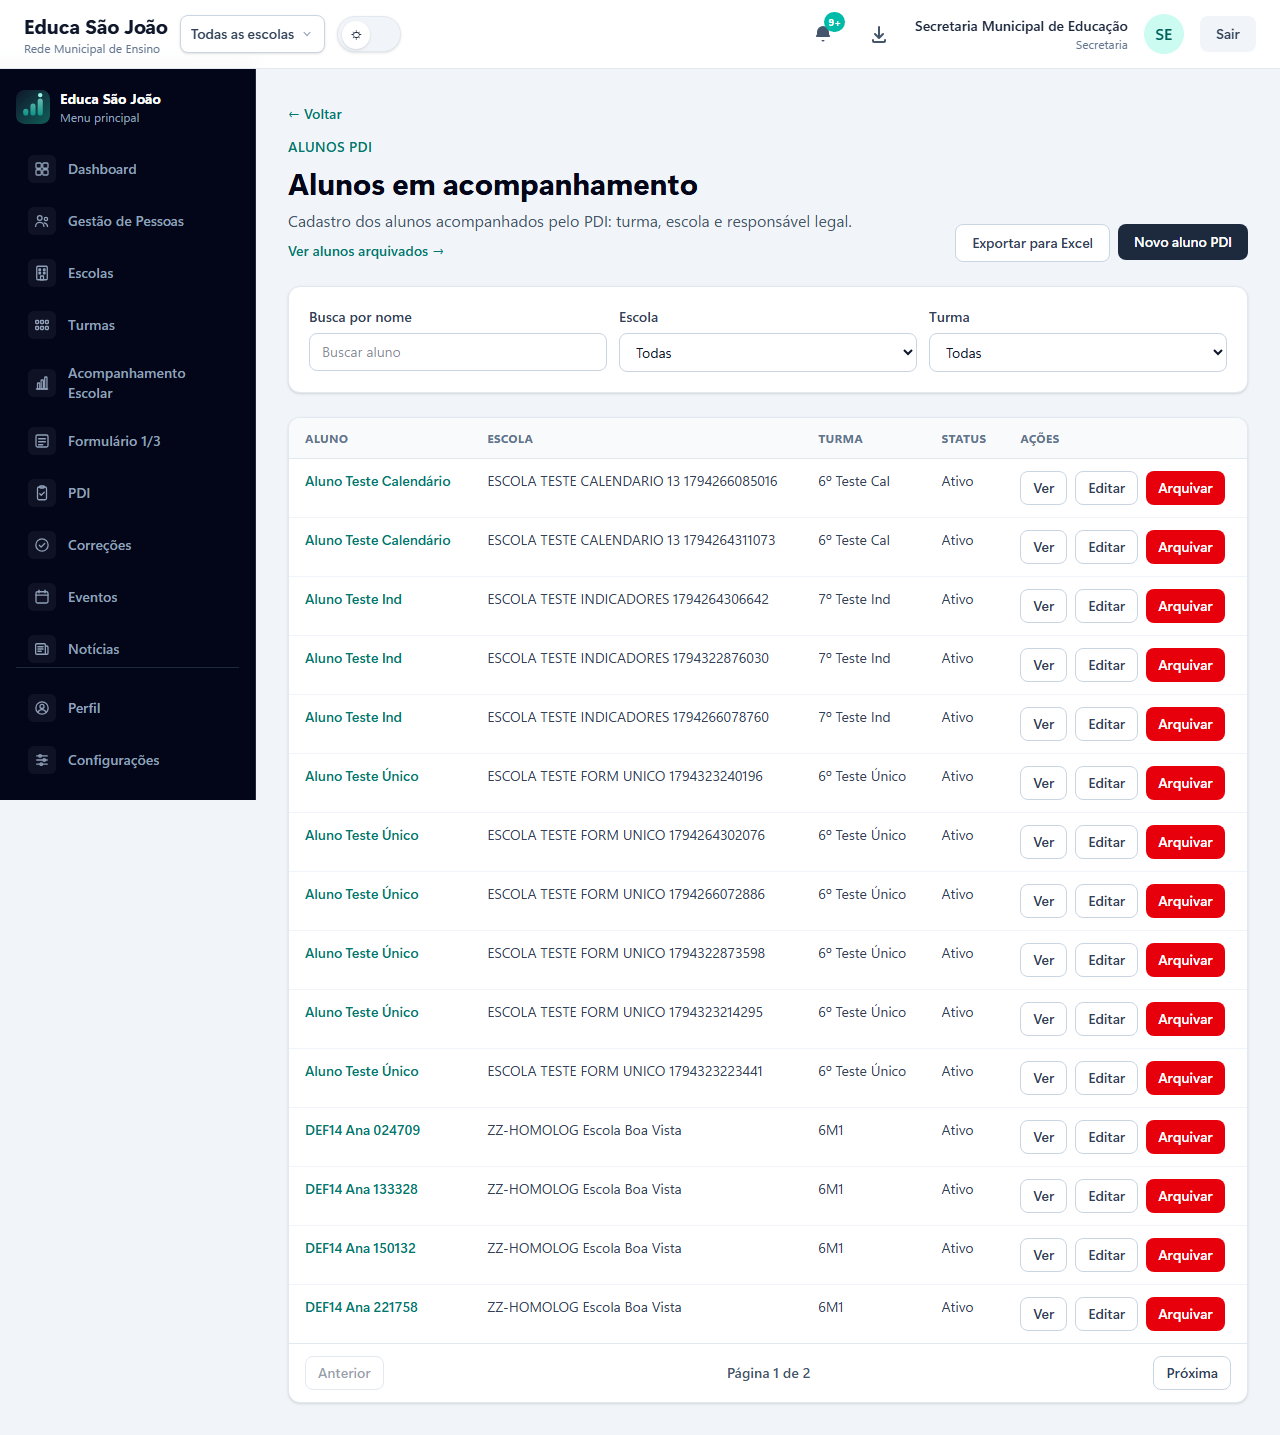 Educa São João
Rede Municipal de Ensino
Todas as escolas
9+
Secretaria Municipal de Educação
Secretaria
SE
Sair
Educa São João
Menu principal
Dashboard
Gestão de Pessoas
Escolas
Turmas
Acompanhamento
Escolar
Formulário 1/3
PDI
Correções
Eventos
Notícias
Perfil
Configurações
← Voltar
ALUNOS PDI
Alunos em acompanhamento
Cadastro dos alunos acompanhados pelo PDI: turma, escola e responsável legal.
Ver alunos arquivados →
Exportar para Excel
Novo aluno PDI
Busca por nome
Buscar aluno
Escola
Todas
Turma
Todas
ALUNO ESCOLA TURMA STATUS AÇÕES
Aluno Teste Calendário ESCOLA TESTE CALENDARIO 13 1794266085016 6º Teste Cal Ativo Ver Editar Arquivar
Aluno Teste Calendário ESCOLA TESTE CALENDARIO 13 1794264311073 6º Teste Cal Ativo Ver Editar Arquivar
Aluno Teste Ind ESCOLA TESTE INDICADORES 1794264306642 7º Teste Ind Ativo Ver Editar Arquivar
Aluno Teste Ind ESCOLA TESTE INDICADORES 1794322876030 7º Teste Ind Ativo Ver Editar Arquivar
Aluno Teste Ind ESCOLA TESTE INDICADORES 1794266078760 7º Teste Ind Ativo Ver Editar Arquivar
Aluno Teste Único ESCOLA TESTE FORM UNICO 1794323240196 6º Teste Único Ativo Ver Editar Arquivar
Aluno Teste Único ESCOLA TESTE FORM UNICO 1794264302076 6º Teste Único Ativo Ver Editar Arquivar
Aluno Teste Único ESCOLA TESTE FORM UNICO 1794266072886 6º Teste Único Ativo Ver Editar Arquivar
Aluno Teste Único ESCOLA TESTE FORM UNICO 1794322873598 6º Teste Único Ativo Ver Editar Arquivar
Aluno Teste Único ESCOLA TESTE FORM UNICO 1794323214295 6º Teste Único Ativo Ver Editar Arquivar
Aluno Teste Único ESCOLA TESTE FORM UNICO 1794323223441 6º Teste Único Ativo Ver Editar Arquivar
DEF14 Ana 024709 ZZ-HOMOLOG Escola Boa Vista 6M1 Ativo Ver Editar Arquivar
DEF14 Ana 133328 ZZ-HOMOLOG Escola Boa Vista 6M1 Ativo Ver Editar Arquivar
DEF14 Ana 150132 ZZ-HOMOLOG Escola Boa Vista 6M1 Ativo Ver Editar Arquivar
DEF14 Ana 221758 ZZ-HOMOLOG Escola Boa Vista 6M1 Ativo Ver Editar Arquivar
Anterior Página 1 de 2 Próxima